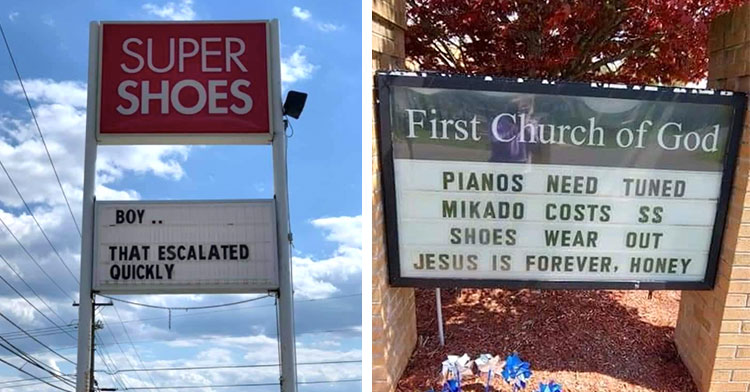 SUPER
SHOES
BOY ..
THAT ESCALATED
QUICKLY
First Church of God
PIANOS NEED TUNED
MIKADO COSTS SS
SHOES WEAR OUT
JESUS IS FOREVER, HONEY